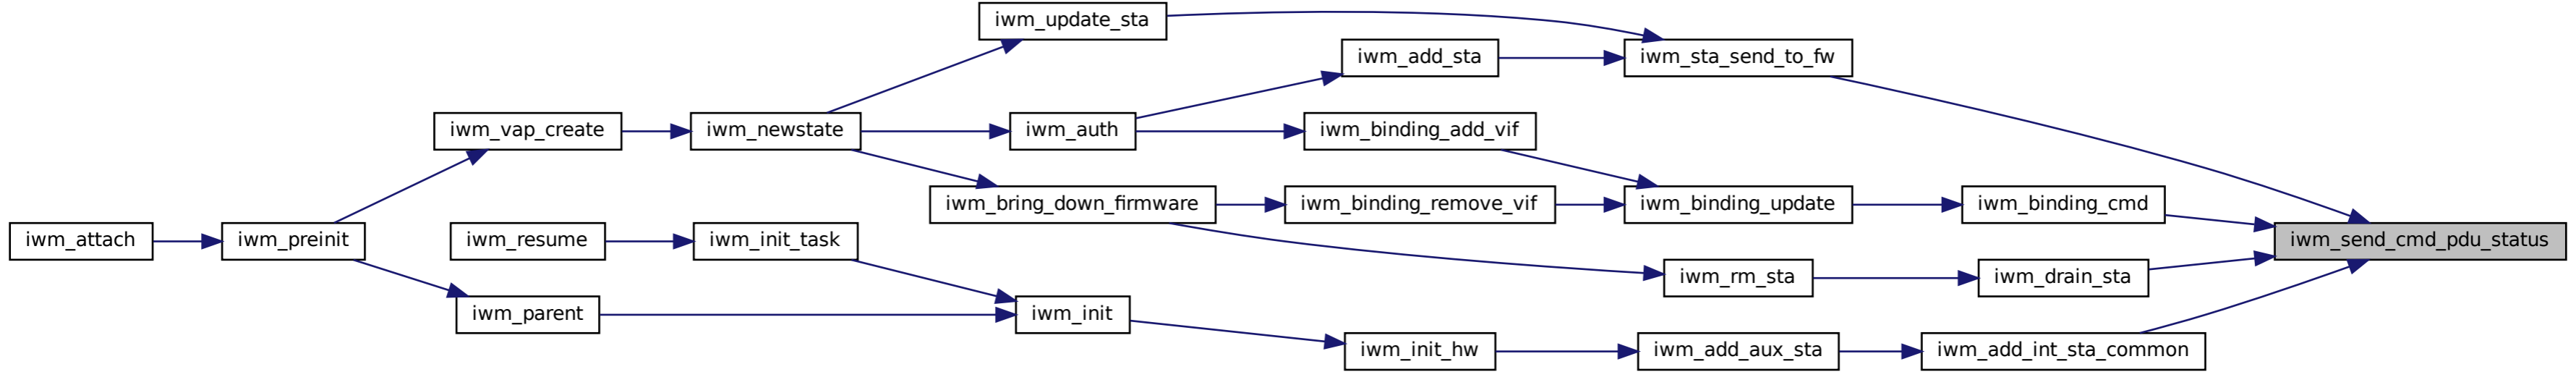 iwm_update_sta
iwm_add_sta
iwm_sta_send_to_fw
iwm_vap_create
iwm_newstate
iwm_auth
iwm_binding_add_vif
iwm_bring_down_firmware
iwm_binding_remove_vif
iwm_binding_update
iwm_binding_cmd
iwm_attach
iwm_preinit
iwm_resume
iwm_init_task
iwm_send_cmd_pdu_status
iwm_rm_sta
iwm_drain_sta
iwm_parent
iwm_init
iwm_init_hw
iwm_add_aux_sta
iwm_add_int_sta_common